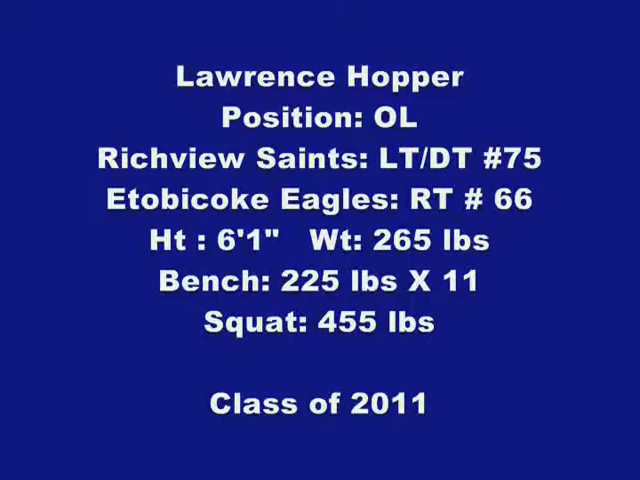 Lawrence Hopper
Position: OL
Richview Saints: LT/DT #75
Etobicoke Eagles: RT # 66
Ht : 6'1" Wt: 265 lbs
Bench: 225 lbs X 11
Squat: 455 lbs
Class of 2011